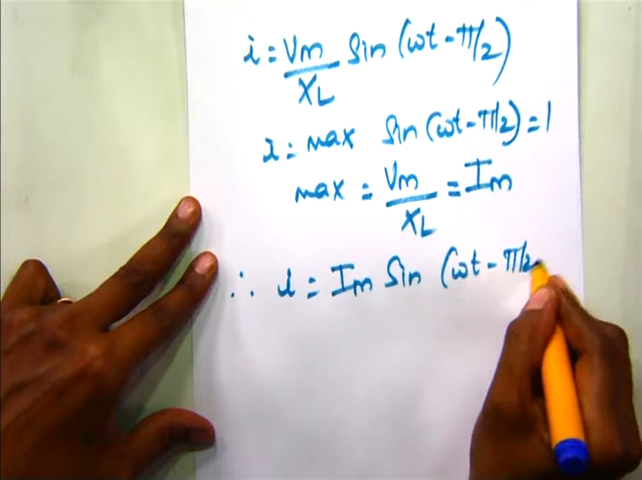 i = Vm/XL Sin (ωt - π/2)
i = max Sin (ωt - π/2) = 1
max = Vm/XL = Im
∴ i = Im Sin (ωt - π/2